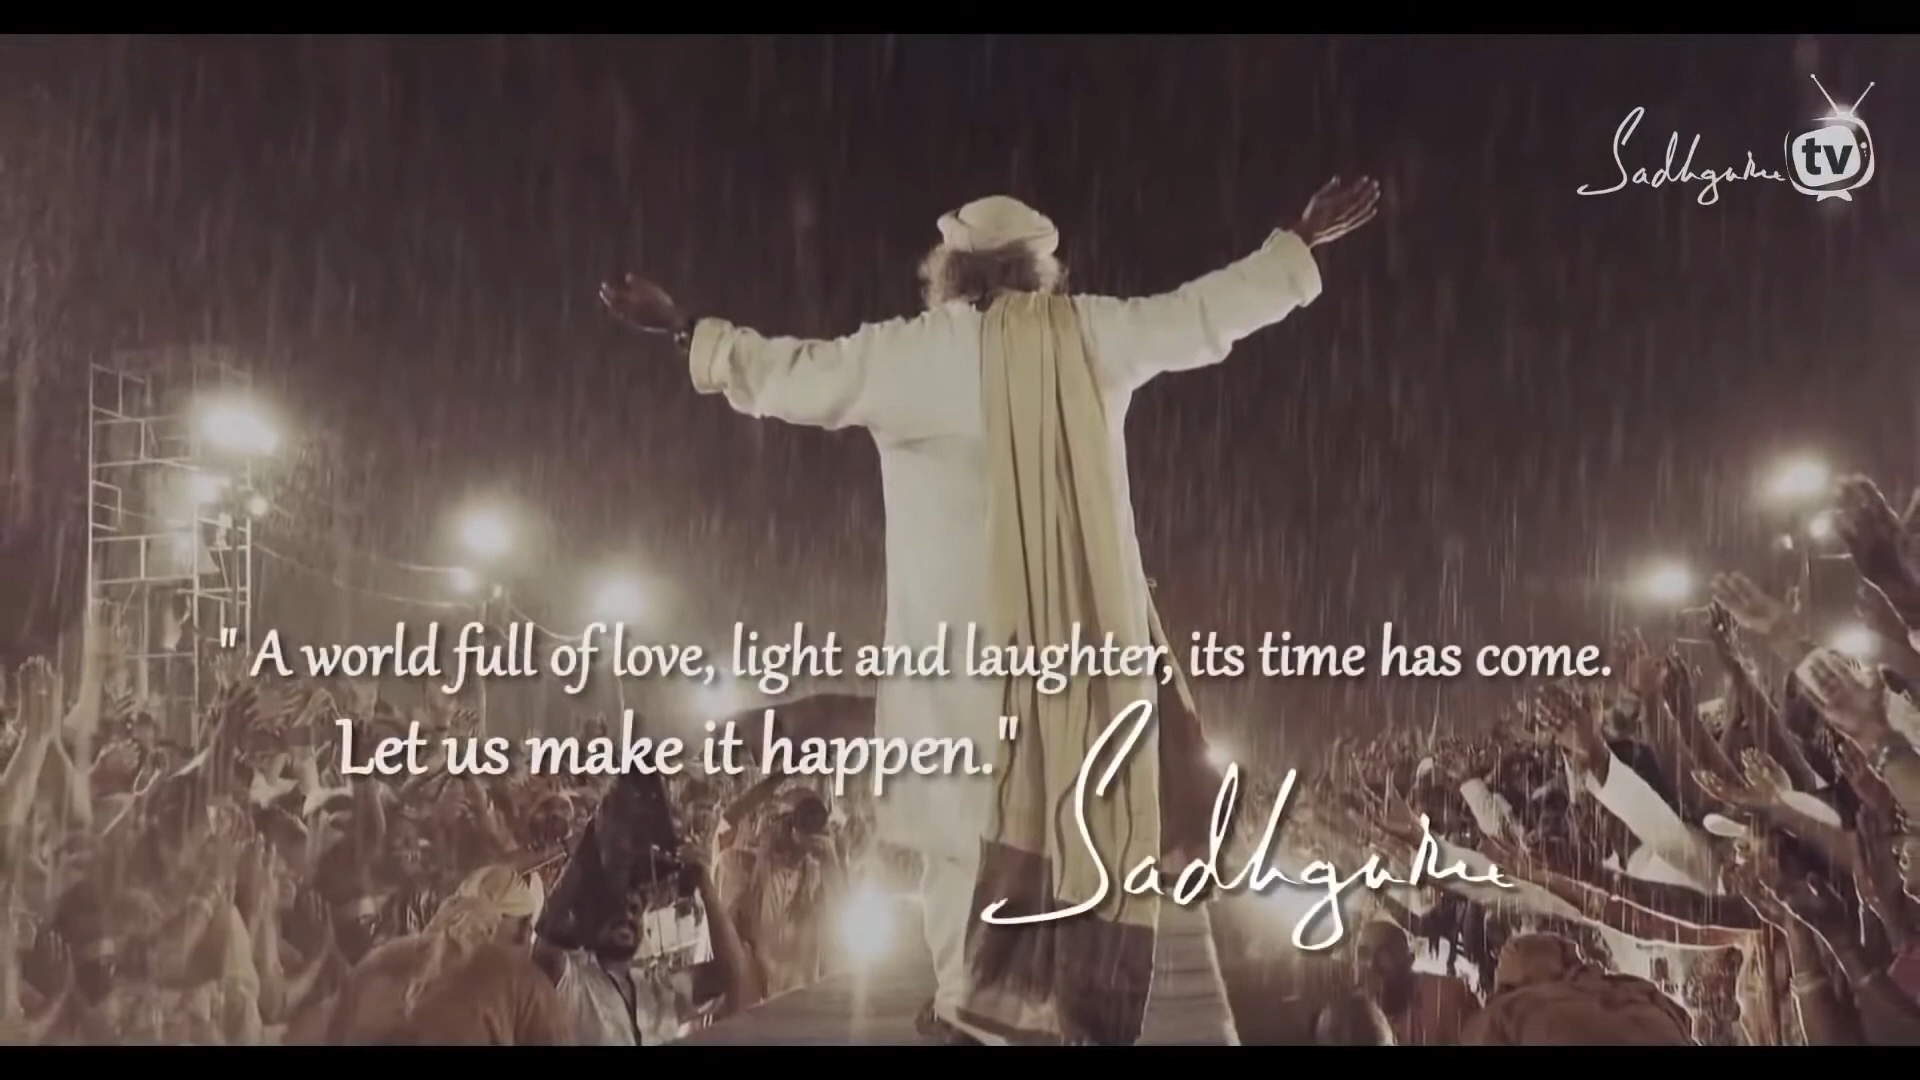 Sadhguru tv
" A world full of love, light and laughter, its time has come.
Let us make it happen."
Sadhguru